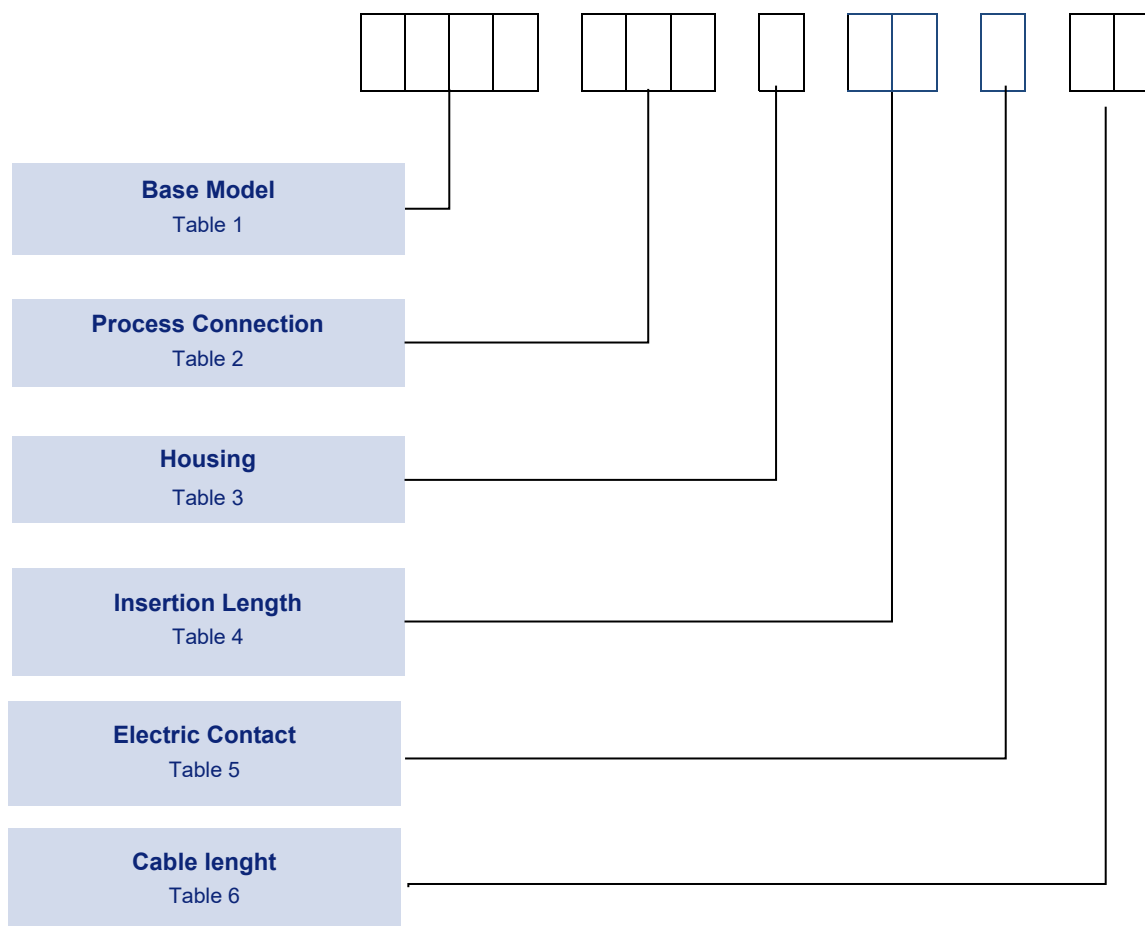 Base Model
Table 1
Process Connection
Table 2
Housing
Table 3
Insertion Length
Table 4
Electric Contact
Table 5
Cable lenght
Table 6